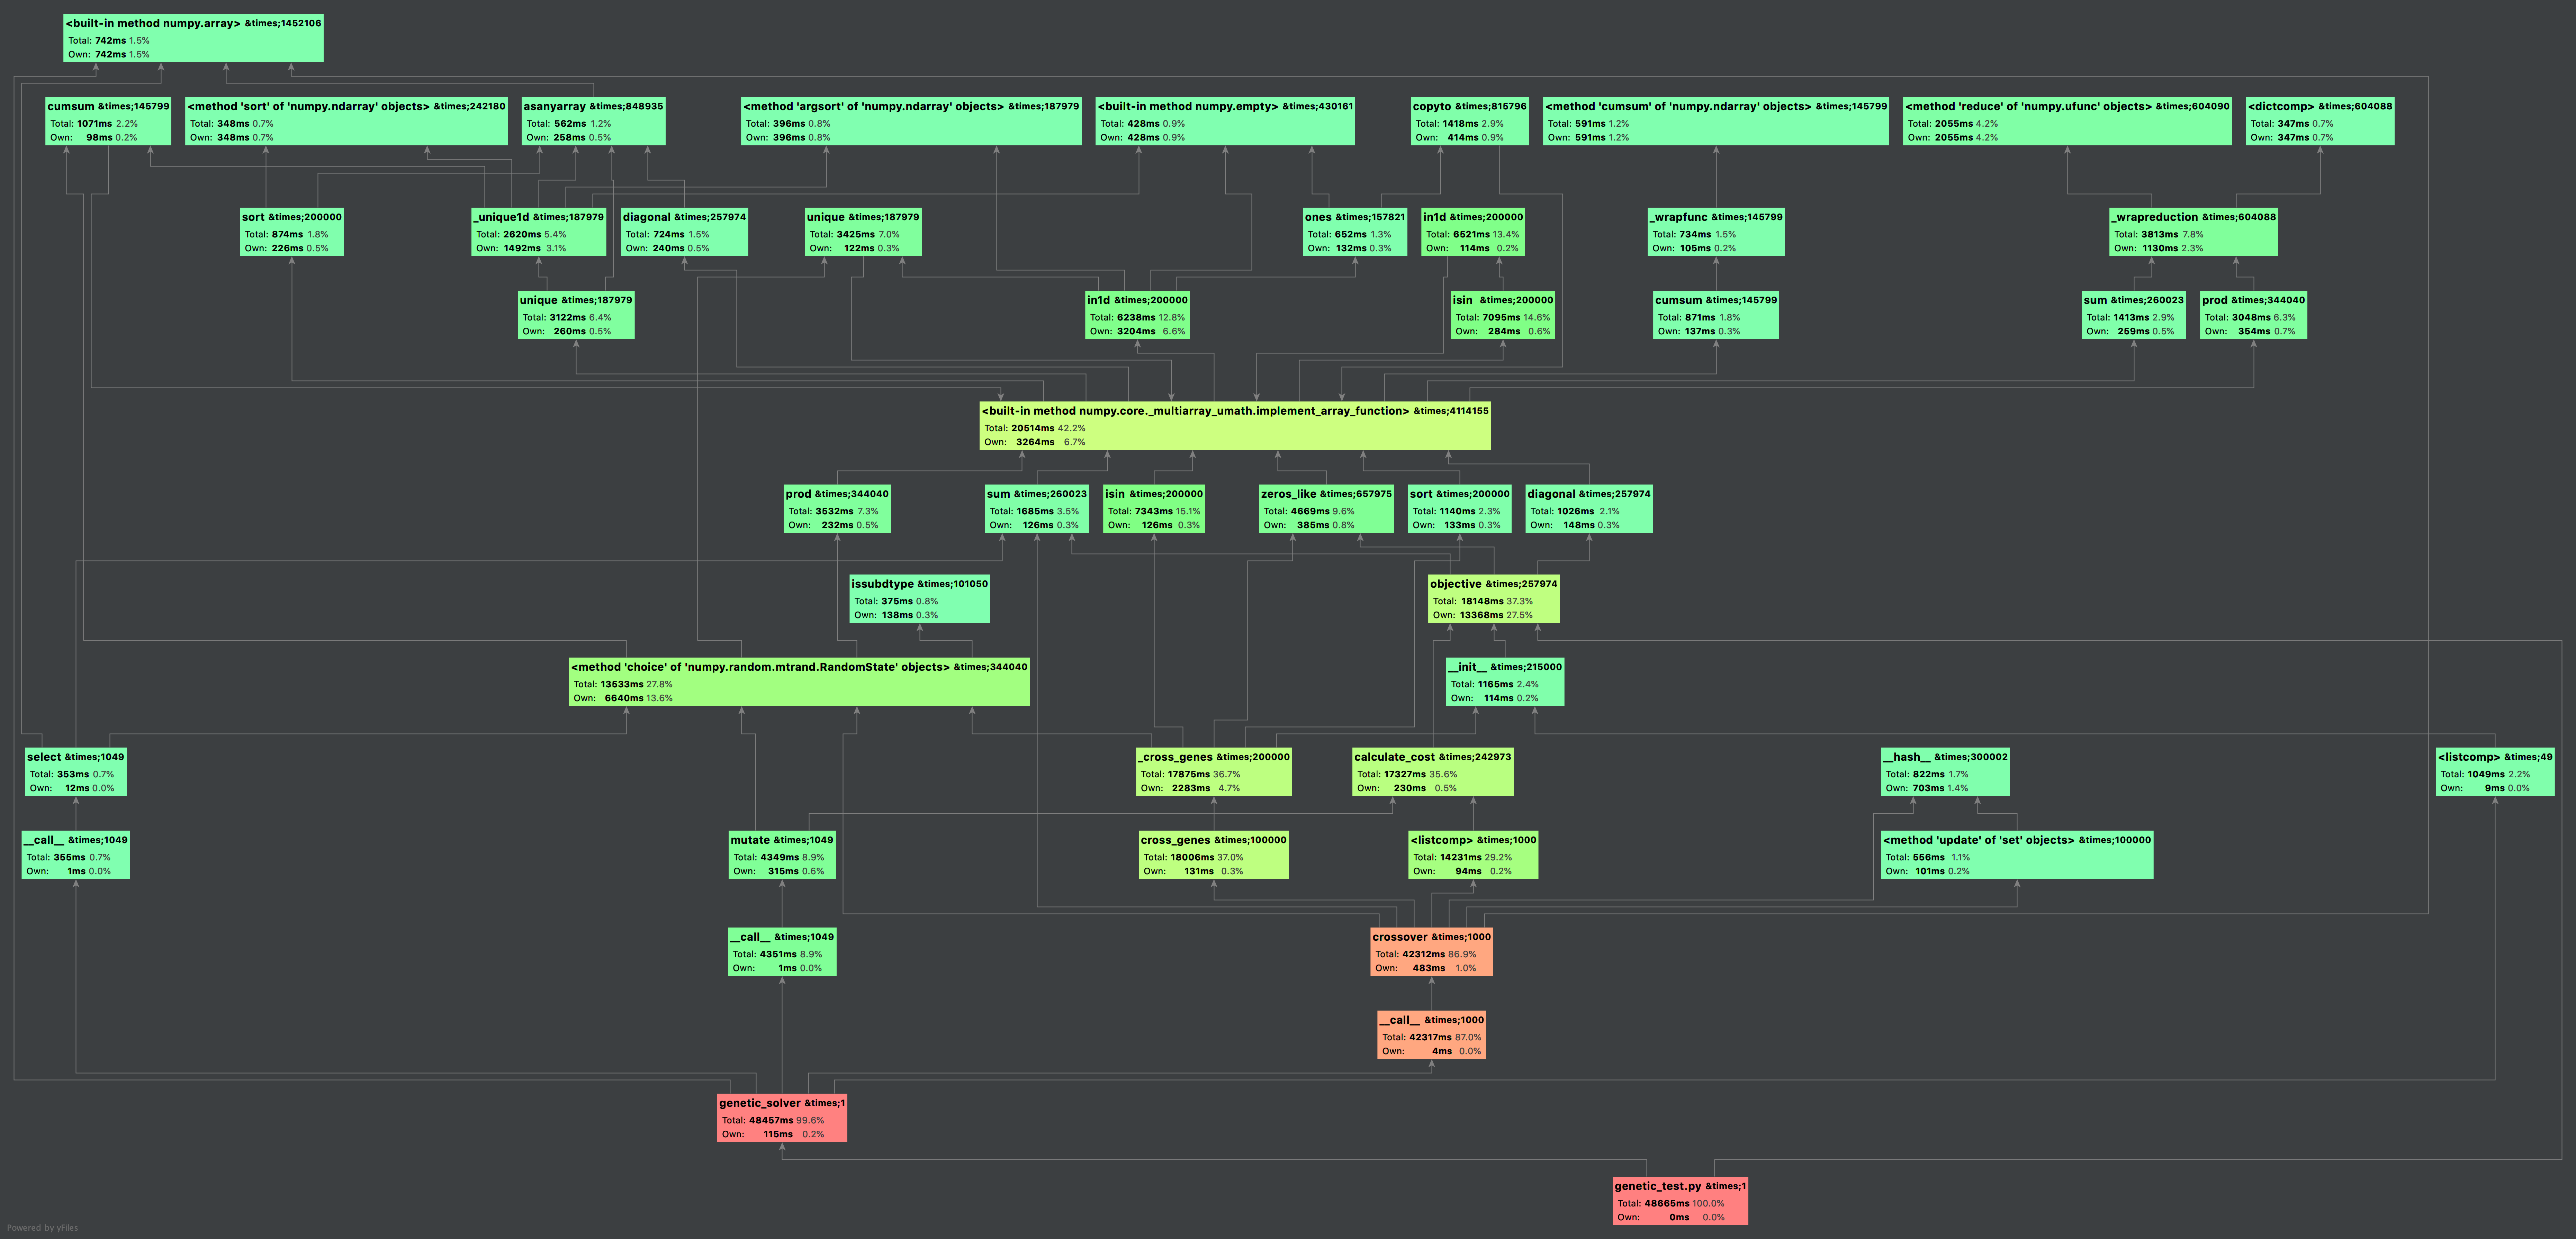 <built-in method numpy.array> &times;1452106
Total: 742ms 1.5%
Own: 742ms 1.5%
cumsum &times;145799
Total: 1071ms 2.2%
Own: 98ms 0.2%
<method 'sort' of 'numpy.ndarray' objects> &times;242180
Total: 348ms 0.7%
Own: 348ms 0.7%
asanyarray &times;848935
Total: 562ms 1.2%
Own: 258ms 0.5%
<method 'argsort' of 'numpy.ndarray' objects> &times;187979
Total: 396ms 0.8%
Own: 396ms 0.8%
<built-in method numpy.empty> &times;430161
Total: 428ms 0.9%
Own: 428ms 0.9%
copyto &times;815796
Total: 1418ms 2.9%
Own: 414ms 0.9%
<method 'cumsum' of 'numpy.ndarray' objects> &times;145799
Total: 591ms 1.2%
Own: 591ms 1.2%
<method 'reduce' of 'numpy.ufunc' objects> &times;604090
Total: 2055ms 4.2%
Own: 2055ms 4.2%
<dictcomp> &times;604088
Total: 347ms 0.7%
Own: 347ms 0.7%
sort &times;200000
Total: 874ms 1.8%
Own: 226ms 0.5%
_unique1d &times;187979
Total: 2620ms 5.4%
Own: 1492ms 3.1%
diagonal &times;257974
Total: 724ms 1.5%
Own: 240ms 0.5%
unique &times;187979
Total: 3425ms 7.0%
Own: 122ms 0.3%
ones &times;157821
Total: 652ms 1.3%
Own: 132ms 0.3%
in1d &times;200000
Total: 6521ms 13.4%
Own: 114ms 0.2%
_wrapfunc &times;145799
Total: 734ms 1.5%
Own: 105ms 0.2%
_wrapreduction &times;604088
Total: 3813ms 7.8%
Own: 1130ms 2.3%
unique &times;187979
Total: 3122ms 6.4%
Own: 260ms 0.5%
in1d &times;200000
Total: 6238ms 12.8%
Own: 3204ms 6.6%
isin &times;200000
Total: 7095ms 14.6%
Own: 284ms 0.6%
cumsum &times;145799
Total: 871ms 1.8%
Own: 137ms 0.3%
sum &times;260023
Total: 1413ms 2.9%
Own: 259ms 0.5%
prod &times;344040
Total: 3048ms 6.3%
Own: 354ms 0.7%
<built-in method numpy.core._multiarray_umath.implement_array_function> &times;4114155
Total: 20514ms 42.2%
Own: 3264ms 6.7%
prod &times;344040
Total: 3532ms 7.3%
Own: 232ms 0.5%
sum &times;260023
Total: 1685ms 3.5%
Own: 126ms 0.3%
isin &times;200000
Total: 7343ms 15.1%
Own: 126ms 0.3%
zeros_like &times;657975
Total: 4669ms 9.6%
Own: 385ms 0.8%
sort &times;200000
Total: 1140ms 2.3%
Own: 133ms 0.3%
diagonal &times;257974
Total: 1026ms 2.1%
Own: 148ms 0.3%
issubdtype &times;101050
Total: 375ms 0.8%
Own: 138ms 0.3%
objective &times;257974
Total: 18148ms 37.3%
Own: 13368ms 27.5%
<method 'choice' of 'numpy.random.mtrand.RandomState' objects> &times;344040
Total: 13533ms 27.8%
Own: 6640ms 13.6%
__init__ &times;215000
Total: 1165ms 2.4%
Own: 114ms 0.2%
select &times;1049
Total: 353ms 0.7%
Own: 12ms 0.0%
_cross_genes &times;200000
Total: 17875ms 36.7%
Own: 2283ms 4.7%
calculate_cost &times;242973
Total: 17327ms 35.6%
Own: 230ms 0.5%
__hash__ &times;300002
Total: 822ms 1.7%
Own: 703ms 1.4%
<listcomp> &times;49
Total: 1049ms 2.2%
Own: 9ms 0.0%
__call__ &times;1049
Total: 355ms 0.7%
Own: 1ms 0.0%
mutate &times;1049
Total: 4349ms 8.9%
Own: 315ms 0.6%
cross_genes &times;100000
Total: 18006ms 37.0%
Own: 131ms 0.3%
<listcomp> &times;1000
Total: 14231ms 29.2%
Own: 94ms 0.2%
<method 'update' of 'set' objects> &times;100000
Total: 556ms 1.1%
Own: 101ms 0.2%
__call__ &times;1049
Total: 4351ms 8.9%
Own: 1ms 0.0%
crossover &times;1000
Total: 42312ms 86.9%
Own: 483ms 1.0%
__call__ &times;1000
Total: 42317ms 87.0%
Own: 4ms 0.0%
genetic_solver &times;1
Total: 48457ms 99.6%
Own: 115ms 0.2%
genetic_test.py &times;1
Total: 48665ms 100.0%
Own: 0ms 0.0%
Powered by yFiles